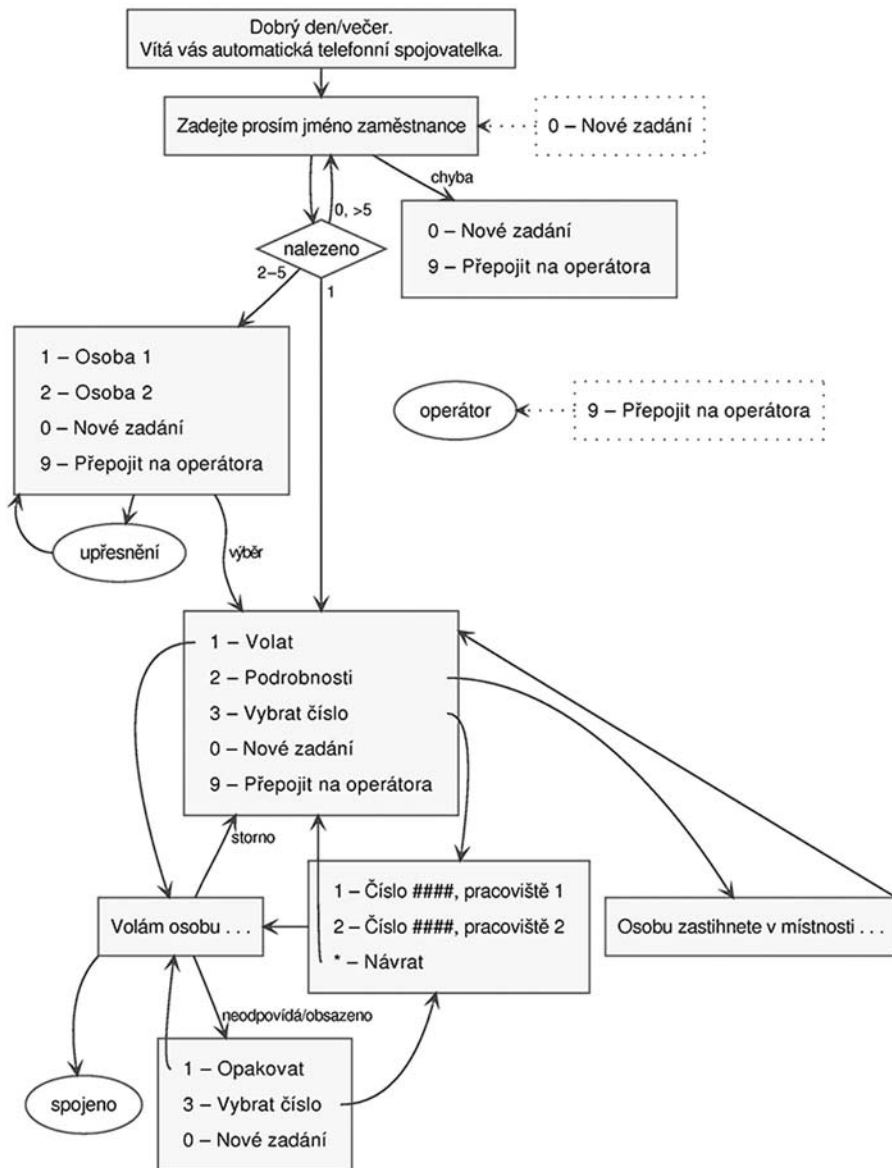 Dobrý den/večer.
Vítá vás automatická telefonní spojovatelka.
Zadejte prosím jméno zaměstnance
0 – Nové zadání
chyba
0, >5
nalezeno
0 – Nové zadání
9 – Přepojit na operátora
2–5
1
1 – Osoba 1
2 – Osoba 2
0 – Nové zadání
9 – Přepojit na operátora
operátor
9 – Přepojit na operátora
upřesnění
výběr
1 – Volat
2 – Podrobnosti
3 – Vybrat číslo
0 – Nové zadání
9 – Přepojit na operátora
storno
1 – Číslo ####, pracoviště 1
2 – Číslo ####, pracoviště 2
* – Návrat
Volám osobu . . .
Osobu zastihnete v místnosti . . .
neodpovídá/obsazeno
1 – Opakovat
3 – Vybrat číslo
0 – Nové zadání
spojeno